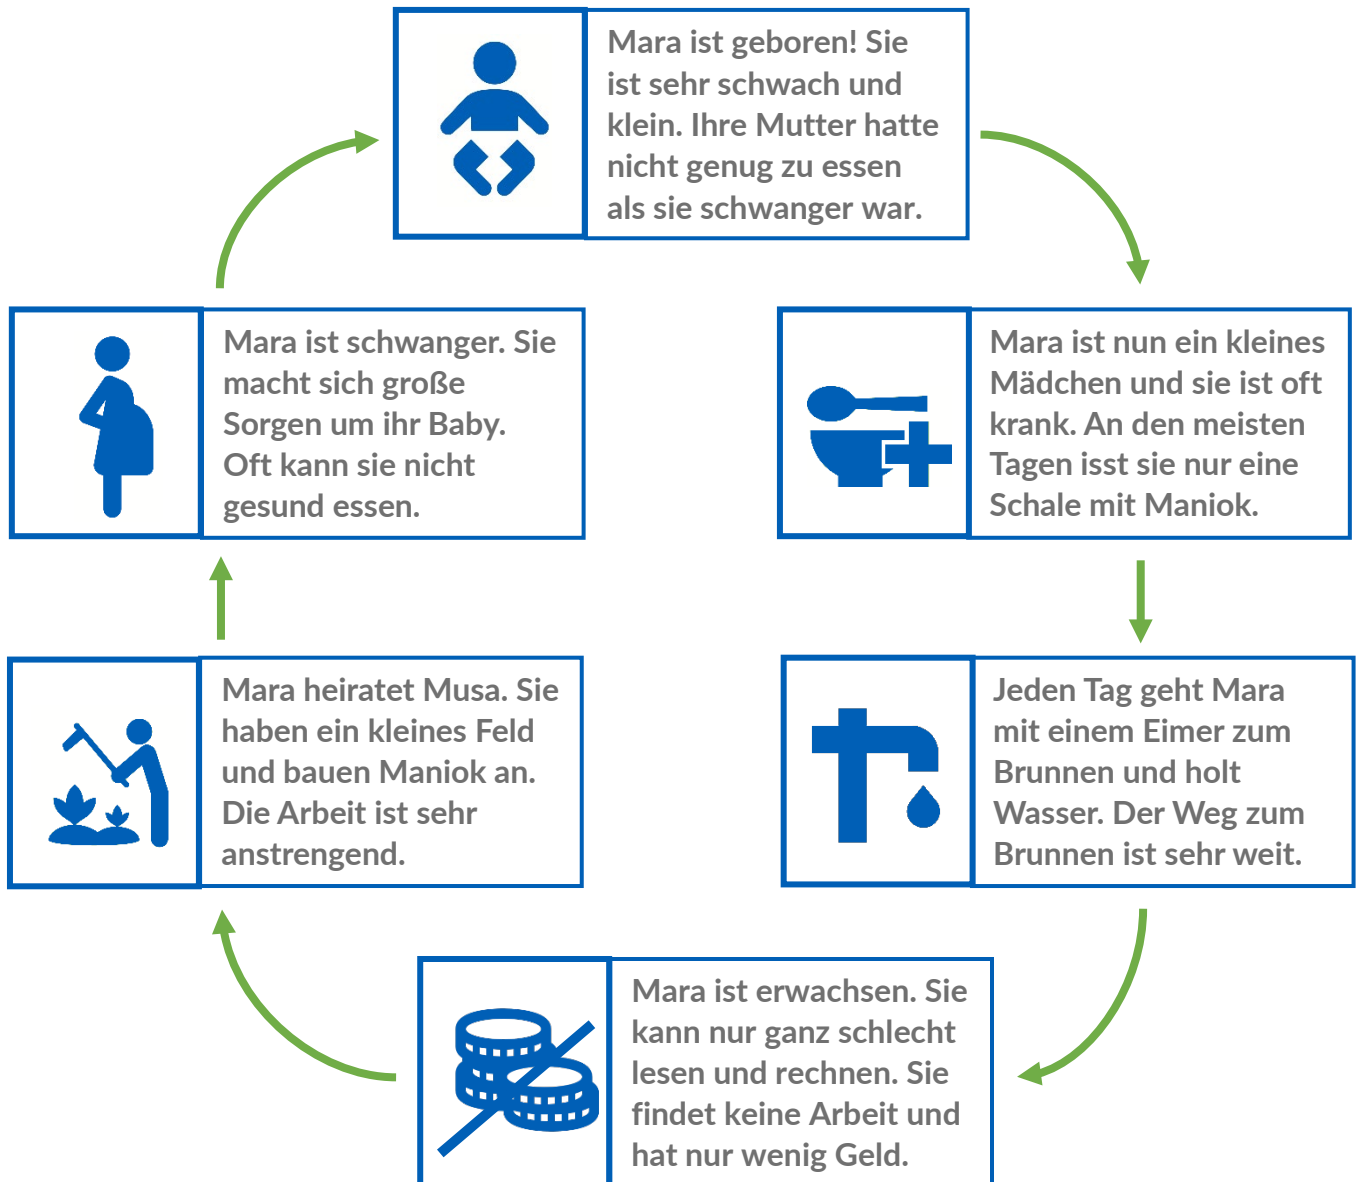 Mara ist geboren! Sie
ist sehr schwach und
klein. Ihre Mutter hatte
nicht genug zu essen
als sie schwanger war.
Mara ist nun ein kleines
Mädchen und sie ist oft
krank. An den meisten
Tagen isst sie nur eine
Schale mit Maniok.
Jeden Tag geht Mara
mit einem Eimer zum
Brunnen und holt
Wasser. Der Weg zum
Brunnen ist sehr weit.
Mara ist erwachsen. Sie
kann nur ganz schlecht
lesen und rechnen. Sie
findet keine Arbeit und
hat nur wenig Geld.
Mara heiratet Musa. Sie
haben ein kleines Feld
und bauen Maniok an.
Die Arbeit ist sehr
anstrengend.
Mara ist schwanger. Sie
macht sich große
Sorgen um ihr Baby.
Oft kann sie nicht
gesund essen.